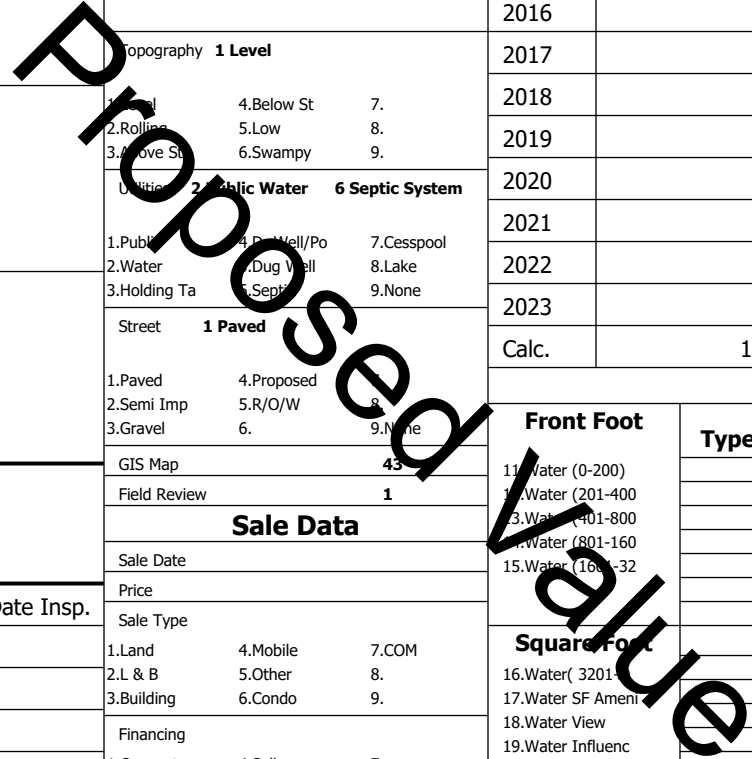 Proposed Value
Topography 1 Level
4.Below St 7.
2.Rolling 5.Low 8.
3.Above St 6.Swampy 9.
Utilities 2 Public Water 6 Septic System
4.Dr Well/Po 7.Cesspool
2.Water 5.Dug Well 8.Lake
3.Holding Ta 6.Septic 9.None
Street 1 Paved
1.Paved 4.Proposed
2.Semi Imp 5.R/O/W 8.
3.Gravel 6. 9.None
GIS Map 43
Field Review 1
Sale Data
Sale Date
Price
Sale Type
1.Land 4.Mobile 7.COM
2.L & B 5.Other 8.
3.Building 6.Condo 9.
Financing
Date Insp.
2016
2017
2018
2019
2020
2021
2022
2023
Calc. 1
Front Foot
Type
11.Water (0-200)
12.Water (201-400
13.Water (401-800
14.Water (801-160
15.Water (1601-32
Square Foot
16.Water( 3201-
17.Water SF Ameni
18.Water View
19.Water Influenc